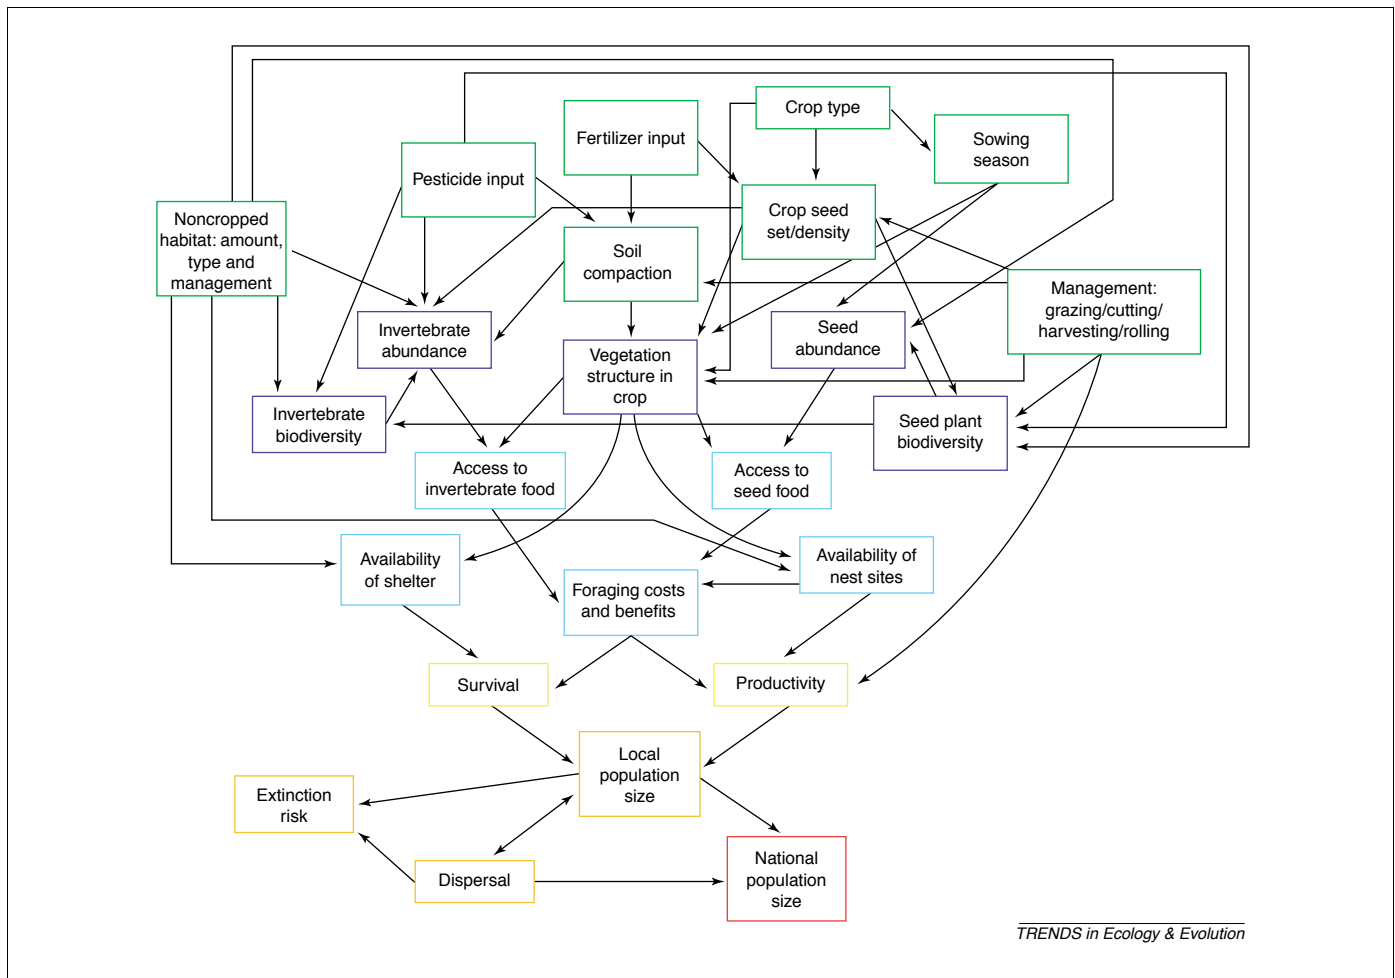 Crop type
Fertilizer input
Sowing
season
Pesticide input
Noncropped
habitat: amount,
type and
management
Crop seed
set/density
Soil
compaction
Management:
grazing/cutting/
harvesting/rolling
Invertebrate
abundance
Seed
abundance
Vegetation
structure in
crop
Invertebrate
biodiversity
Seed plant
biodiversity
Access to
invertebrate food
Access to
seed food
Availability
of shelter
Availability of
nest sites
Foraging costs
and benefits
Survival
Productivity
Local
population
size
Extinction
risk
Dispersal
National
population
size
TRENDS in Ecology & Evolution